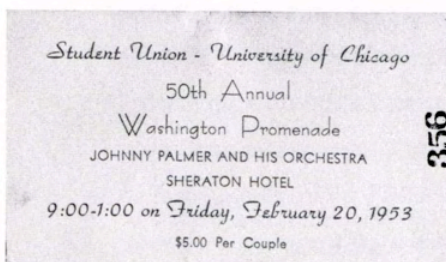 Student Union - University of Chicago
50th Annual
Washington Promenade
JOHNNY PALMER AND HIS ORCHESTRA
SHERATON HOTEL
9:00-1:00 on Friday, February 20, 1953
$5.00 Per Couple
356